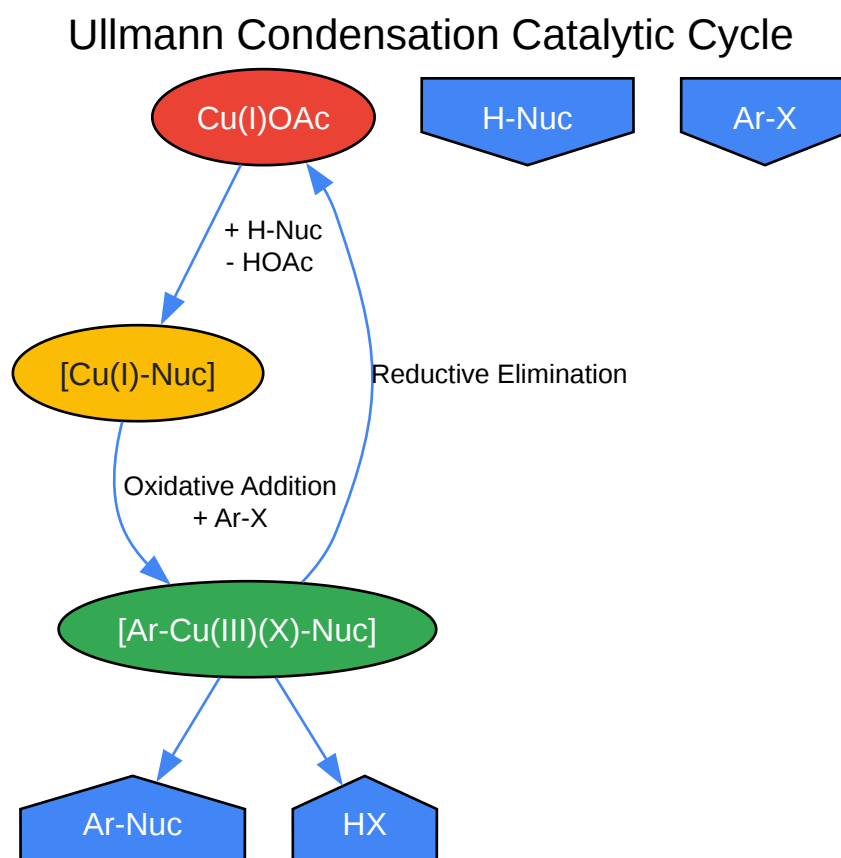 Ullmann Condensation Catalytic Cycle
Cu(I)OAc
H-Nuc
Ar-X
+ H-Nuc
- HOAc
[Cu(I)-Nuc]
Reductive Elimination
Oxidative Addition
+ Ar-X
[Ar-Cu(III)(X)-Nuc]
Ar-Nuc
HX